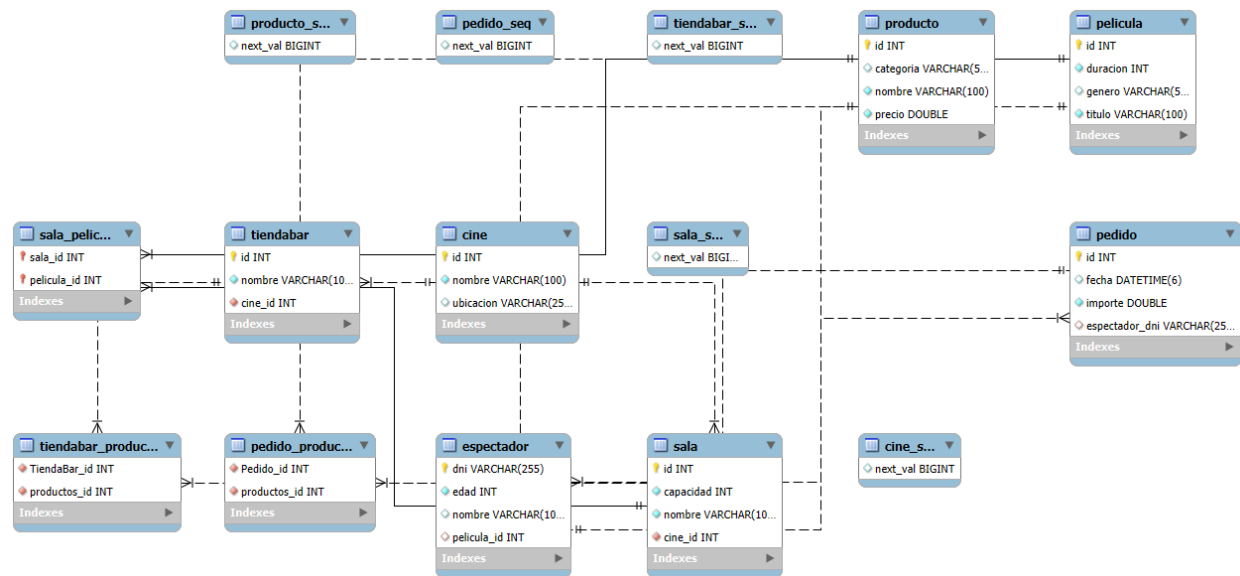 producto_s...
next_val BIGINT
pedido_seq
next_val BIGINT
tiendabar_s...
next_val BIGINT
producto
id INT
categoria VARCHAR(5...
nombre VARCHAR(100)
precio DOUBLE
Indexes
pelicula
id INT
duracion INT
genero VARCHAR(5...
titulo VARCHAR(100)
Indexes
sala_pelic...
sala_id INT
pelicula_id INT
Indexes
tiendabar
id INT
nombre VARCHAR(10...
cine_id INT
Indexes
cine
id INT
nombre VARCHAR(100)
ubicacion VARCHAR(25...
Indexes
sala_s...
next_val BIGI...
pedido
id INT
fecha DATETIME(6)
importe DOUBLE
espectador_dni VARCHAR(25...
Indexes
tiendabar_produc...
TiendaBar_id INT
productos_id INT
Indexes
pedido_produc...
Pedido_id INT
productos_id INT
Indexes
espectador
dni VARCHAR(255)
edad INT
nombre VARCHAR(10...
pelicula_id INT
Indexes
sala
id INT
capacidad INT
nombre VARCHAR(10...
cine_id INT
Indexes
cine_s...
next_val BIGINT